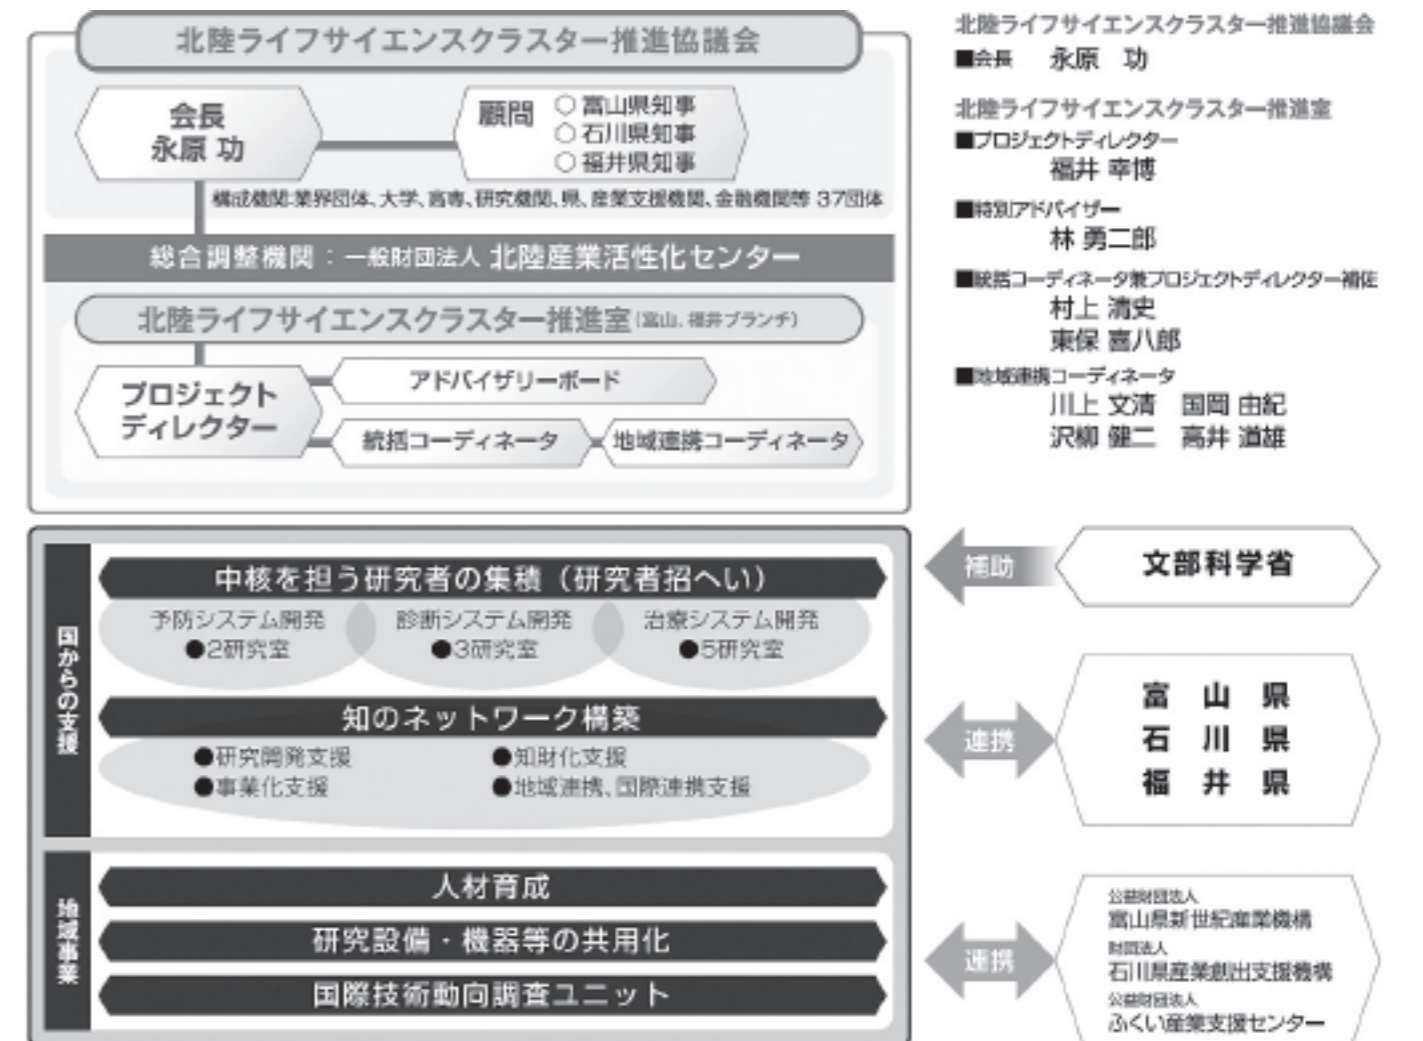 北陸ライフサイエンスクラスター推進協議会
会長
永原 功
顧問
○富山県知事
○石川県知事
○福井県知事
構成機関:業界団体、大学、高専、研究機関、県、産業支援機関、金融機関等 37団体
総合調整機関：一般財団法人 北陸産業活性化センター
北陸ライフサイエンスクラスター推進室(富山、福井ブランチ)
プロジェクト
ディレクター
アドバイザリーボード
統括コーディネータ
地域連携コーディネータ
北陸ライフサイエンスクラスター推進協議会
■会長 永原 功
北陸ライフサイエンスクラスター推進室
■プロジェクトディレクター
福井 幸博
■特別アドバイザー
林 勇二郎
■統括コーディネータ兼プロジェクトディレクター補佐
村上 清史
東保 喜八郎
■地域連携コーディネータ
川上 文清 国岡 由紀
沢柳 健二 高井 道雄
国からの支援
中核を担う研究者の集積（研究者招へい）
予防システム開発
●2研究室
診断システム開発
●3研究室
治療システム開発
●5研究室
知のネットワーク構築
●研究開発支援
●知財化支援
●事業化支援
●地域連携、国際連携支援
地域事業
人材育成
研究設備・機器等の共用化
国際技術動向調査ユニット
補助
文部科学省
連携
富山県
石川県
福井県
連携
公益財団法人
富山県新世紀産業機構
財団法人
石川県産業創出支援機構
公益財団法人
ふくい産業支援センター